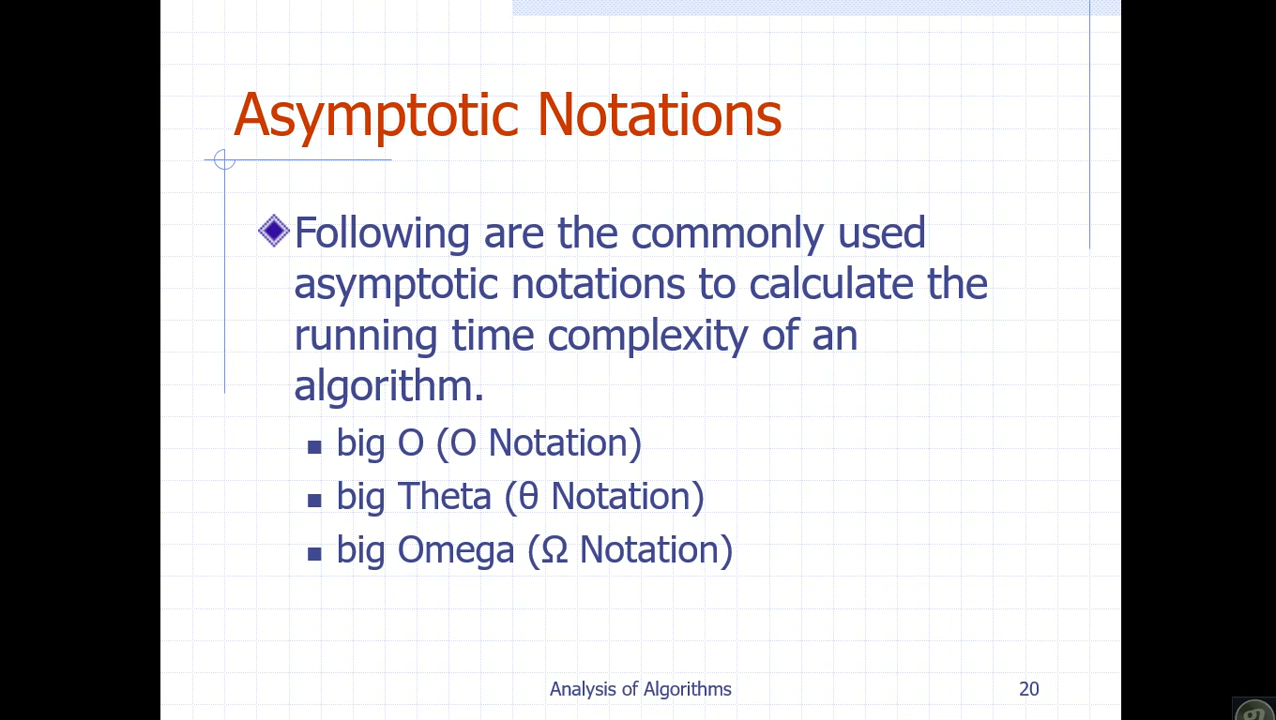 Asymptotic Notations
Following are the commonly used
asymptotic notations to calculate the
running time complexity of an
algorithm.
big O (O Notation)
big Theta (θ Notation)
big Omega (Ω Notation)
Analysis of Algorithms
20